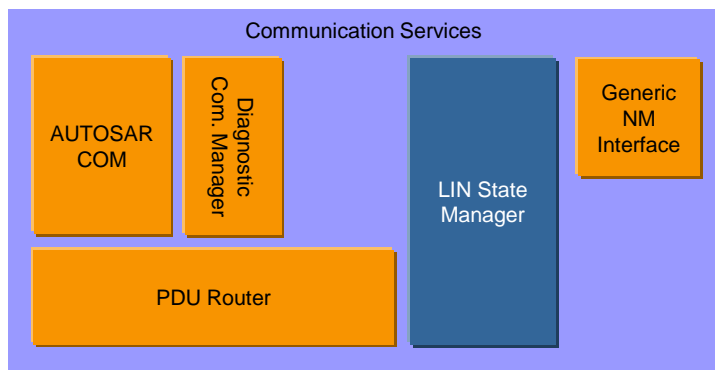 Communication Services
AUTOSAR
COM
Diagnostic
Com. Manager
LIN State
Manager
Generic
NM
Interface
PDU Router